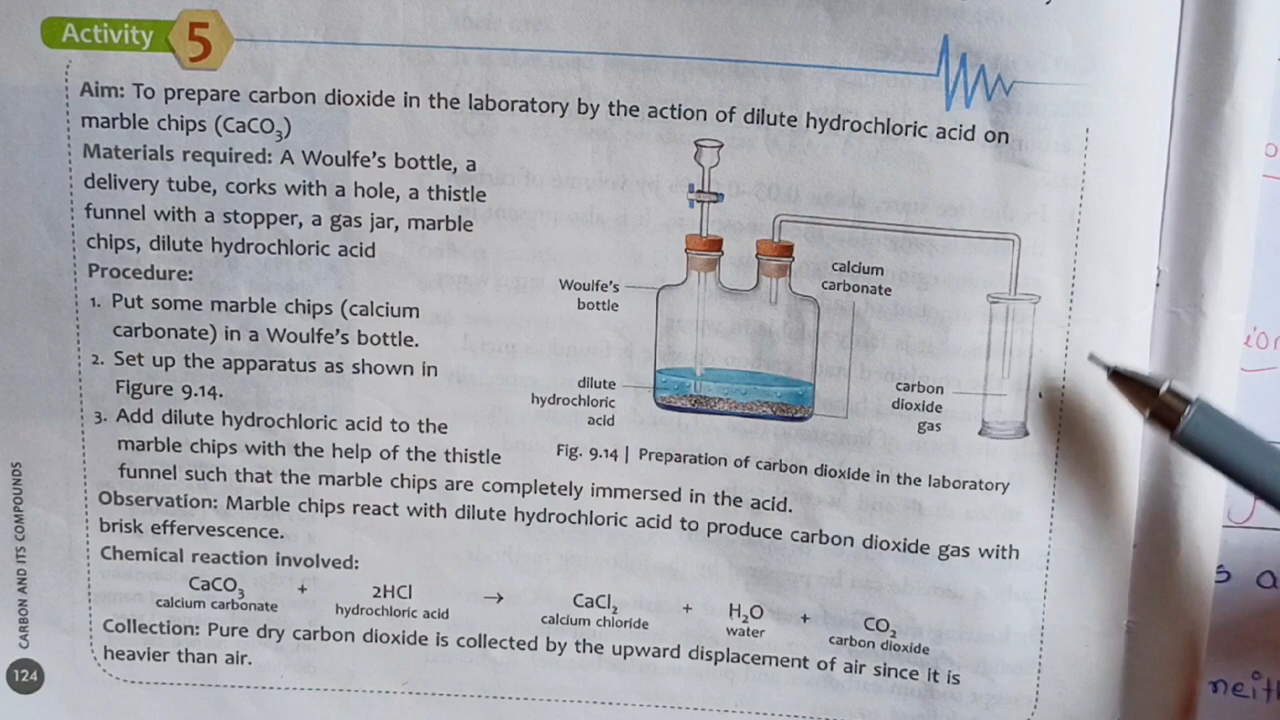 Activity 5
Aim: To prepare carbon dioxide in the laboratory by the action of dilute hydrochloric acid on
marble chips (CaCO₃)
Materials required: A Woulfe's bottle, a
delivery tube, corks with a hole, a thistle
funnel with a stopper, a gas jar, marble
chips, dilute hydrochloric acid
Procedure:
1. Put some marble chips (calcium
carbonate) in a Woulfe's bottle.
2. Set up the apparatus as shown in
Figure 9.14.
3. Add dilute hydrochloric acid to the
marble chips with the help of the thistle
funnel such that the marble chips are completely immersed in the acid.
Woulfe's
bottle
calcium
carbonate
dilute
hydrochloric
acid
carbon
dioxide
gas
Fig. 9.14 | Preparation of carbon dioxide in the laboratory
Observation: Marble chips react with dilute hydrochloric acid to produce carbon dioxide gas with
brisk effervescence.
Chemical reaction involved:
CaCO₃ + 2HCl → CaCl₂ + H₂O + CO₂
calcium carbonate hydrochloric acid calcium chloride water carbon dioxide
Collection: Pure dry carbon dioxide is collected by the upward displacement of air since it is
heavier than air.
CARBON AND ITS COMPOUNDS
124